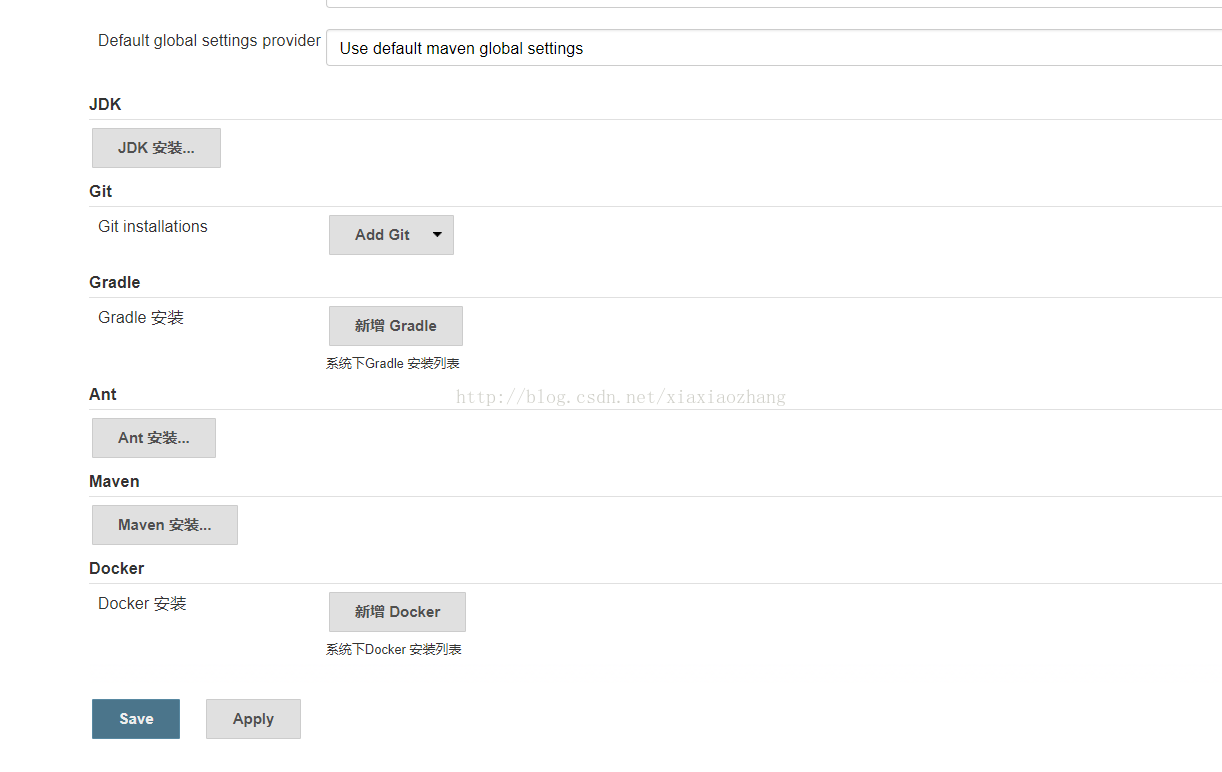 Default global settings provider
Use default maven global settings
JDK
JDK 安装...
Git
Git installations
Add Git
Gradle
Gradle 安装
新增 Gradle
系统下Gradle 安装列表
Ant
http://blog.csdn.net/xiaxiaozhang
Ant 安装...
Maven
Maven 安装...
Docker
Docker 安装
新增 Docker
系统下Docker 安装列表
Save
Apply